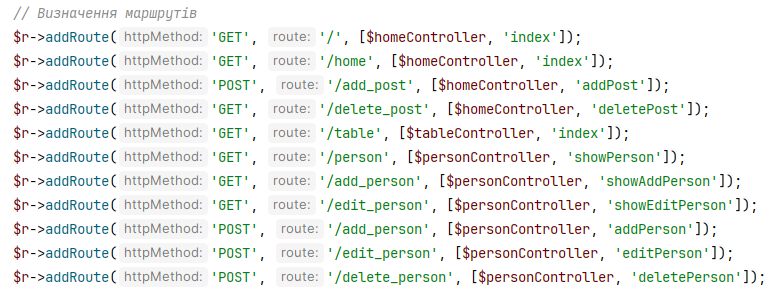 // Визначення маршрутів
$r->addRoute( httpMethod: 'GET', route: '/', [$homeController, 'index']);
$r->addRoute( httpMethod: 'GET', route: '/home', [$homeController, 'index']);
$r->addRoute( httpMethod: 'POST', route: '/add_post', [$homeController, 'addPost']);
$r->addRoute( httpMethod: 'GET', route: '/delete_post', [$homeController, 'deletePost']);
$r->addRoute( httpMethod: 'GET', route: '/table', [$tableController, 'index']);
$r->addRoute( httpMethod: 'GET', route: '/person', [$personController, 'showPerson']);
$r->addRoute( httpMethod: 'GET', route: '/add_person', [$personController, 'showAddPerson']);
$r->addRoute( httpMethod: 'GET', route: '/edit_person', [$personController, 'showEditPerson']);
$r->addRoute( httpMethod: 'POST', route: '/add_person', [$personController, 'addPerson']);
$r->addRoute( httpMethod: 'POST', route: '/edit_person', [$personController, 'editPerson']);
$r->addRoute( httpMethod: 'POST', route: '/delete_person', [$personController, 'deletePerson']);